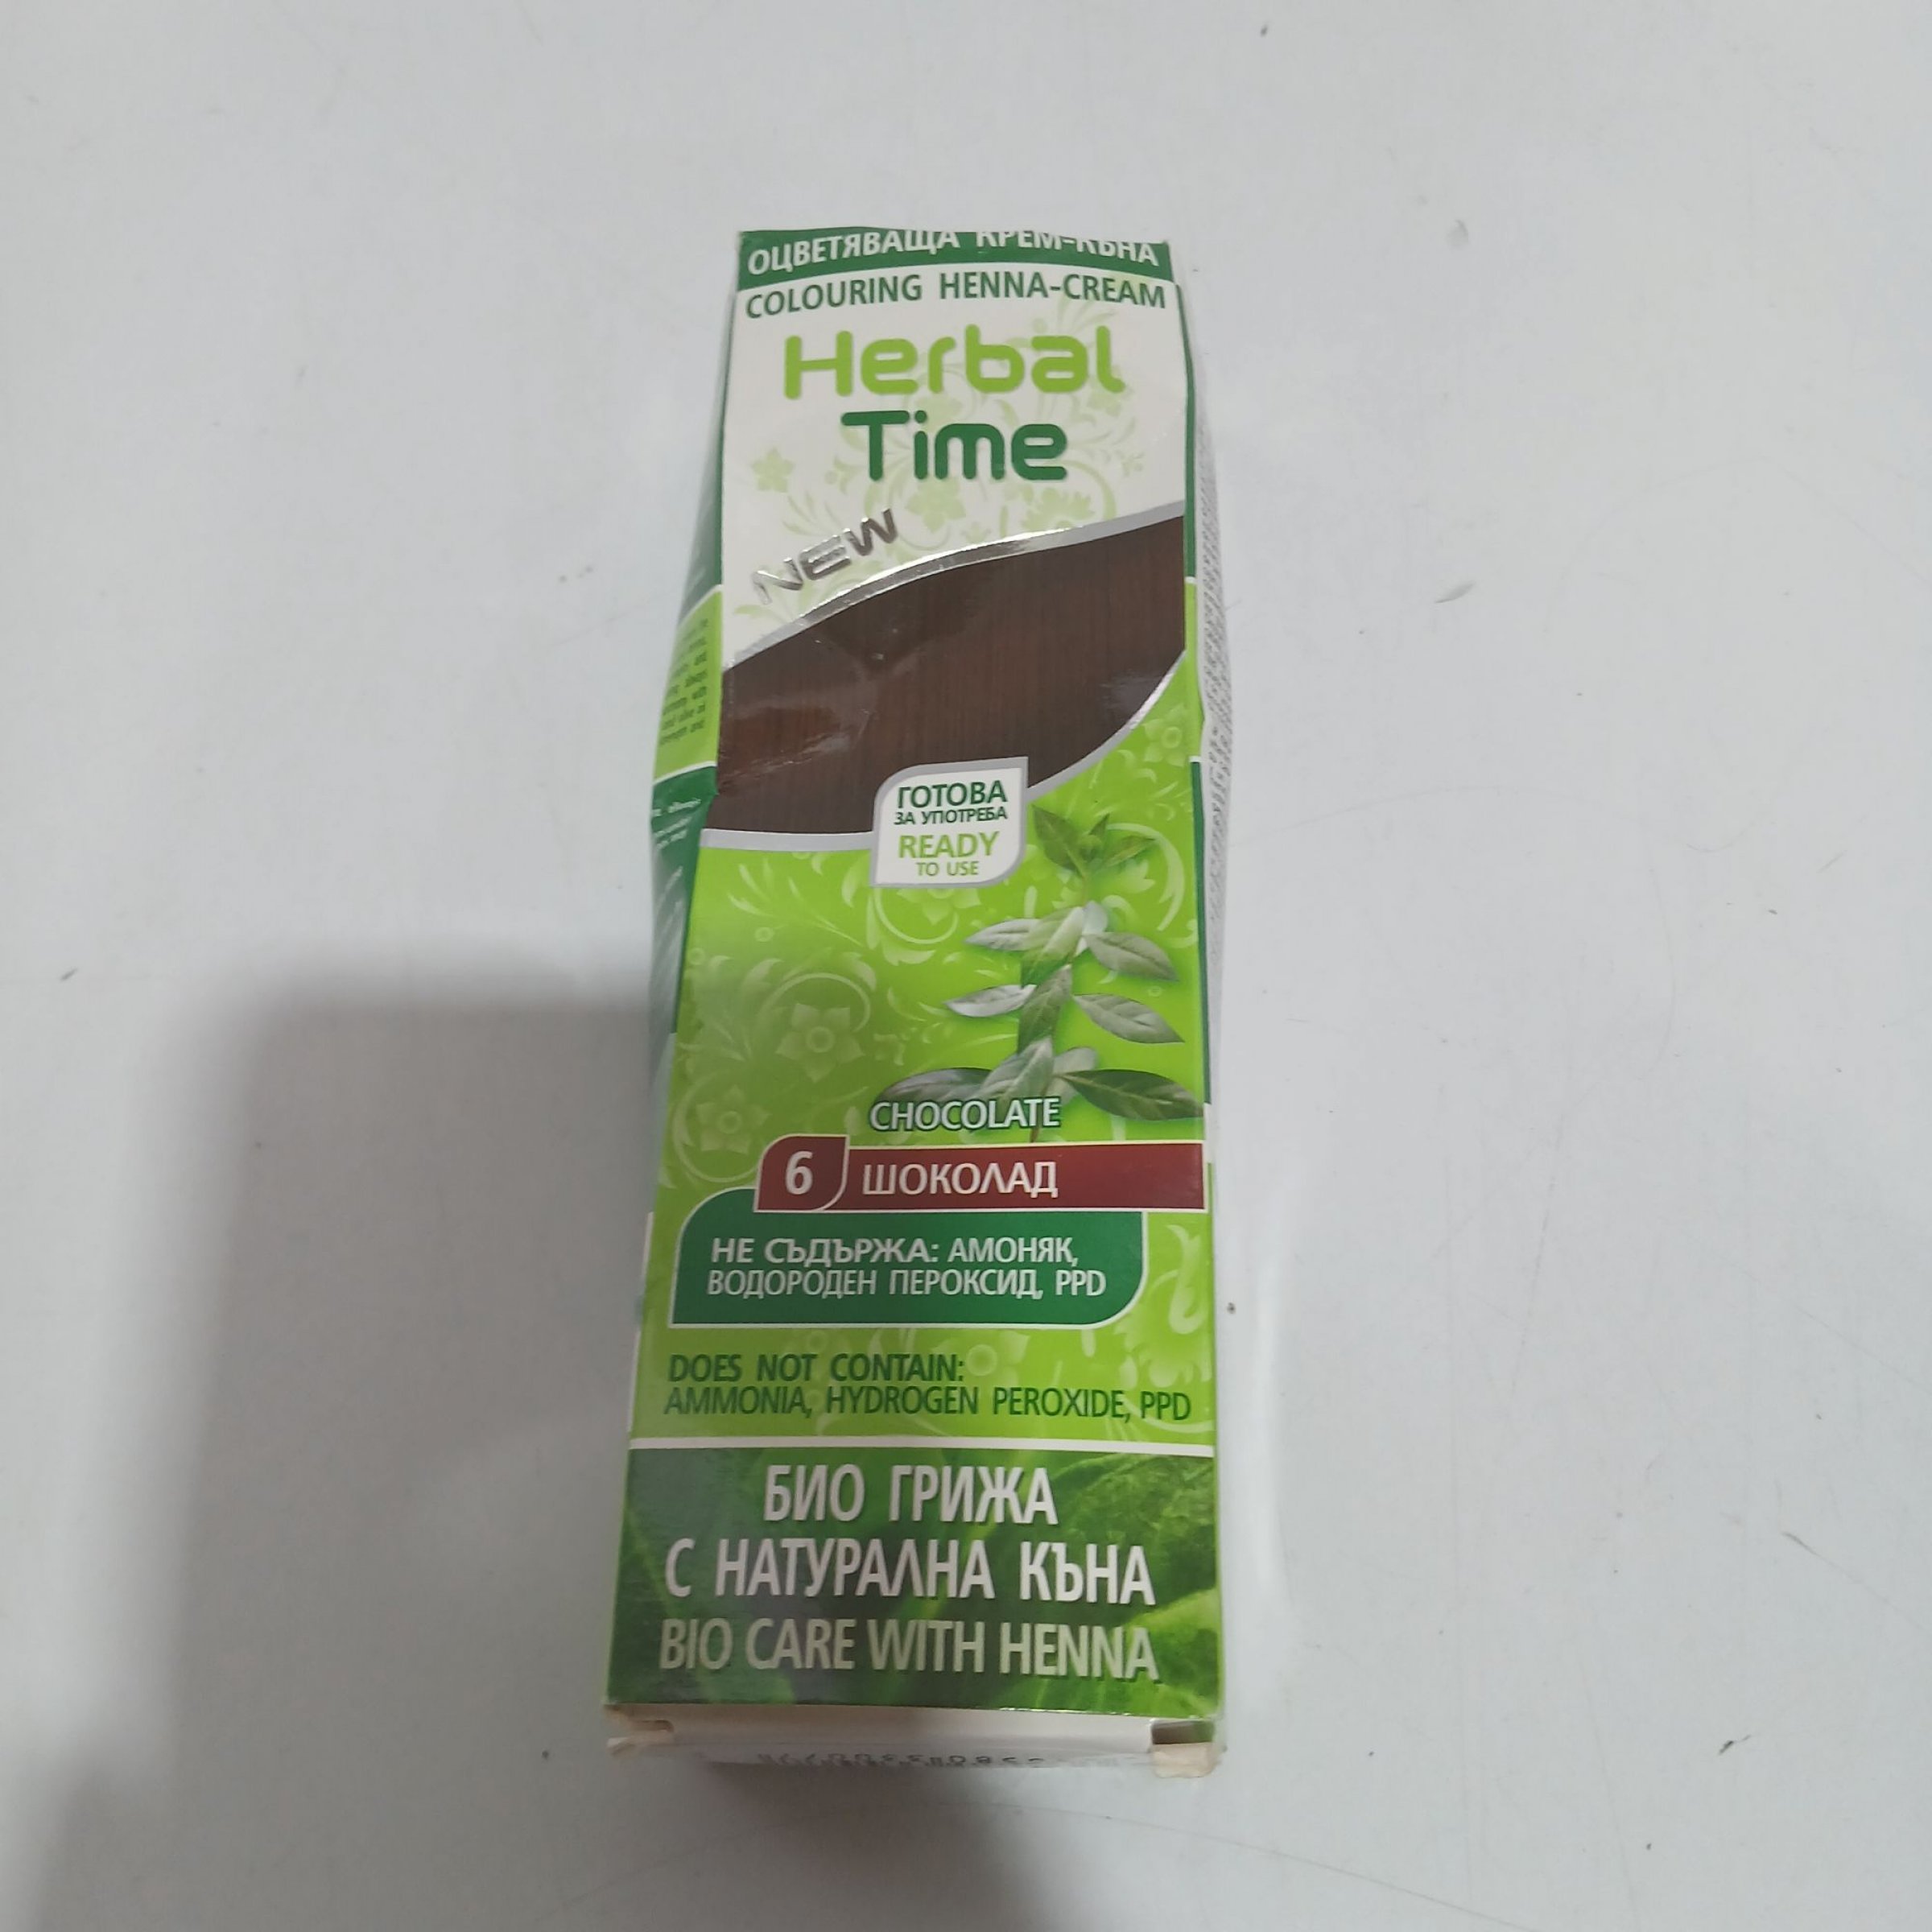 ОЦВЕТЯВАЩА КРЕМ-КЪНА
COLOURING HENNA-CREAM
Herbal
Time
NEW
ГОТОВА
ЗА УПОТРЕБА
READY
TO USE
CHOCOLATE
6 ШОКОЛАД
НЕ СЪДЪРЖА: АМОНЯК,
ВОДОРОДЕН ПЕРОКСИД, PPD
DOES NOT CONTAIN:
AMMONIA, HYDROGEN PEROXIDE, PPD
БИО ГРИЖА
С НАТУРАЛНА КЪНА
BIO CARE WITH HENNA